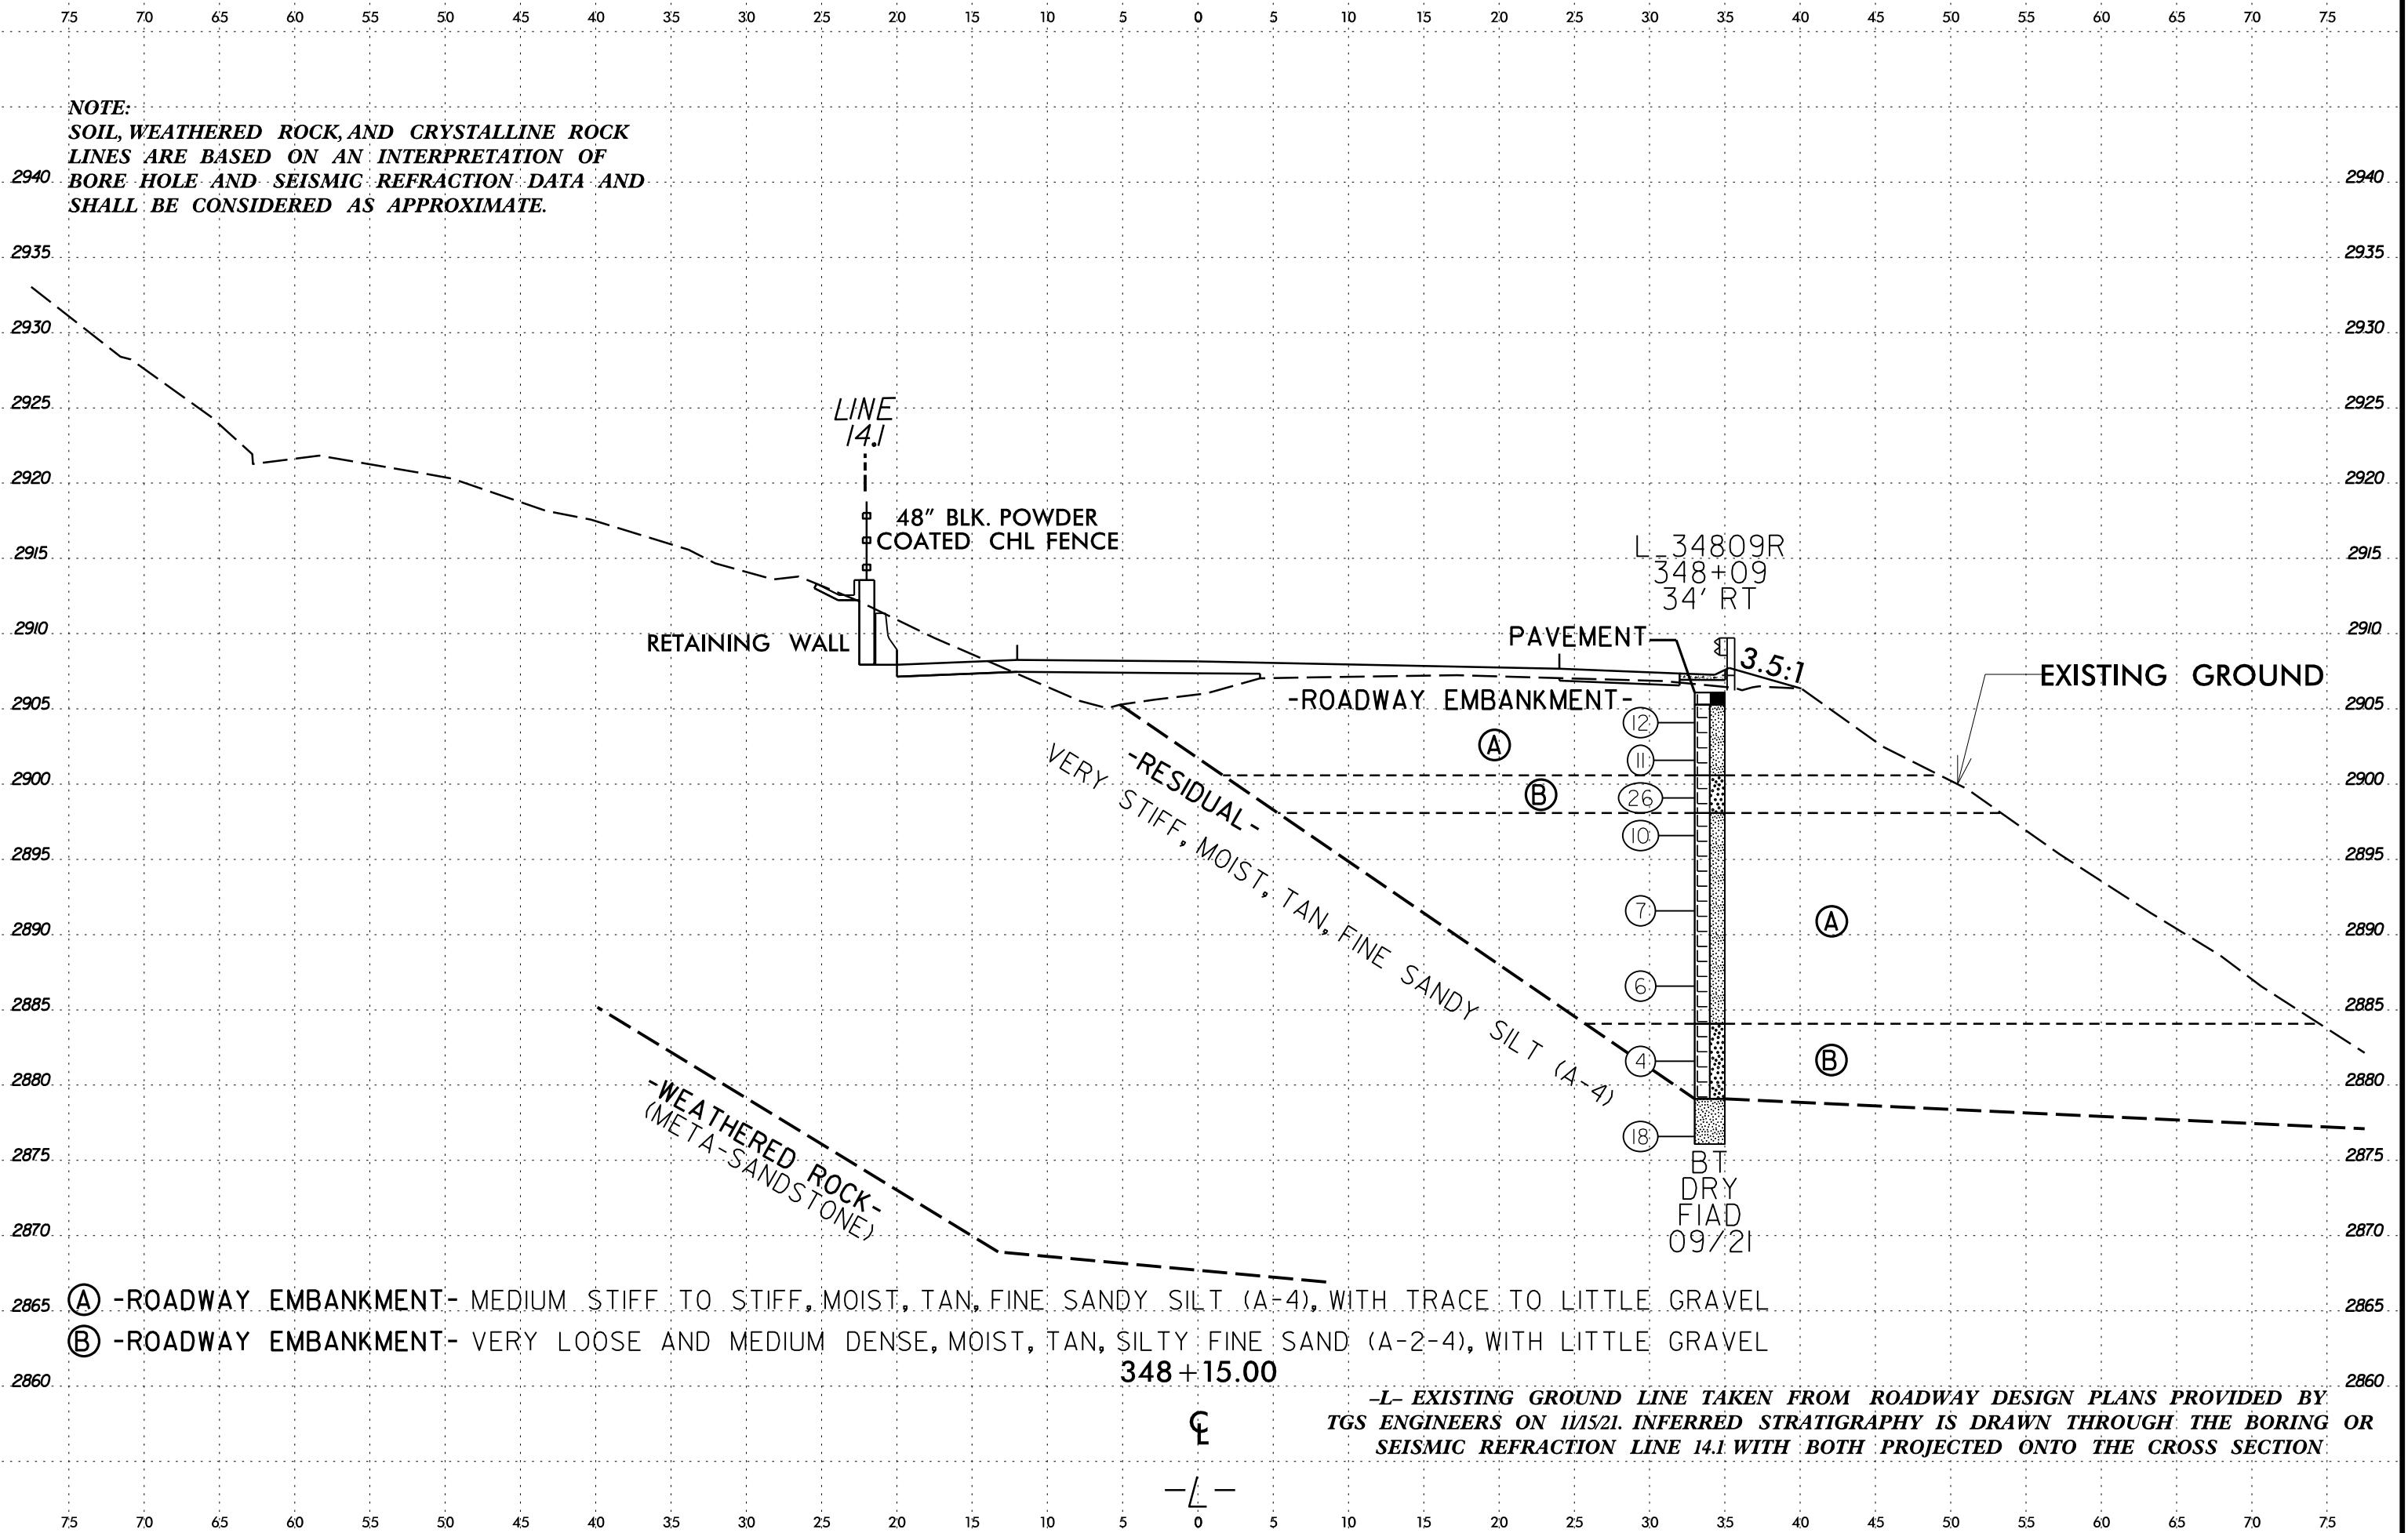 75 70 65 60 55 50 45 40 35 30 25 20 15 10 5 0 5 10 15 20 25 30 35 40 45 50 55 60 65 70 75
NOTE:
SOIL, WEATHERED ROCK, AND CRYSTALLINE ROCK
LINES ARE BASED ON AN INTERPRETATION OF
BORE HOLE AND SEISMIC REFRACTION DATA AND
SHALL BE CONSIDERED AS APPROXIMATE.
2940 2940
2935 2935
2930 2930
2925 2925
LINE
14.1
2920 2920
48" BLK. POWDER
COATED CHL FENCE
2915 2915
L_34809R
348+09
34' RT
2910 2910
RETAINING WALL
PAVEMENT
3.5:1
EXISTING GROUND
-ROADWAY EMBANKMENT-
2905 2905
12
A
11
2900 2900
-RESIDUAL-
VERY STIFF, MOIST, TAN, FINE SANDY SILT (A-4)
B
26
10
2895 2895
7
A
2890 2890
6
2885 2885
4
B
2880 2880
-WEATHERED ROCK-
(META-SANDSTONE)
18
2875 2875
BT
DRY
FIAD
09/21
2870 2870
A -ROADWAY EMBANKMENT- MEDIUM STIFF TO STIFF, MOIST, TAN, FINE SANDY SILT (A-4), WITH TRACE TO LITTLE GRAVEL
2865 2865
B -ROADWAY EMBANKMENT- VERY LOOSE AND MEDIUM DENSE, MOIST, TAN, SILTY FINE SAND (A-2-4), WITH LITTLE GRAVEL
348+15.00
2860 2860
-L- EXISTING GROUND LINE TAKEN FROM ROADWAY DESIGN PLANS PROVIDED BY
TGS ENGINEERS ON 11/15/21. INFERRED STRATIGRAPHY IS DRAWN THROUGH THE BORING OR
SEISMIC REFRACTION LINE 14.1 WITH BOTH PROJECTED ONTO THE CROSS SECTION
℄
-L-
75 70 65 60 55 50 45 40 35 30 25 20 15 10 5 0 5 10 15 20 25 30 35 40 45 50 55 60 65 70 75